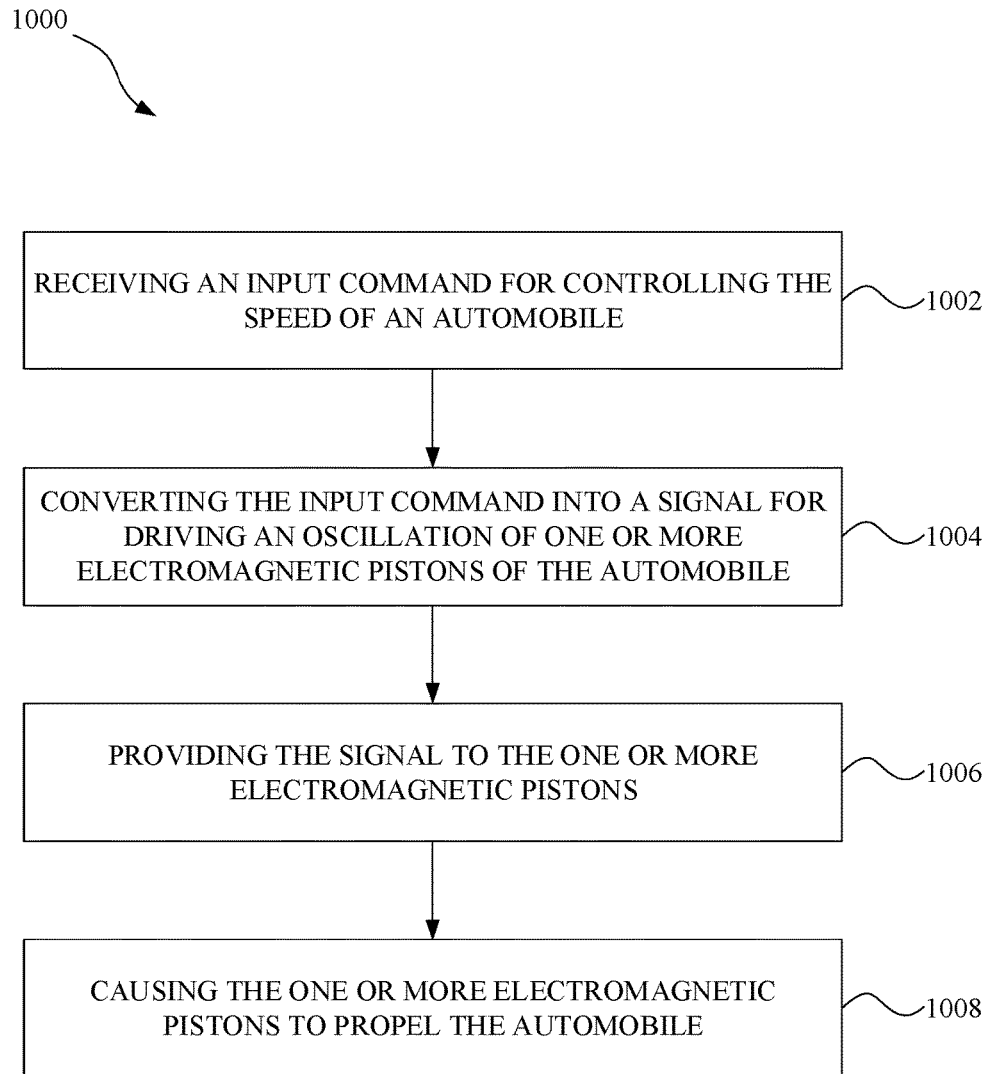 1000
RECEIVING AN INPUT COMMAND FOR CONTROLLING THE
SPEED OF AN AUTOMOBILE
1002
CONVERTING THE INPUT COMMAND INTO A SIGNAL FOR
DRIVING AN OSCILLATION OF ONE OR MORE
ELECTROMAGNETIC PISTONS OF THE AUTOMOBILE
1004
PROVIDING THE SIGNAL TO THE ONE OR MORE
ELECTROMAGNETIC PISTONS
1006
CAUSING THE ONE OR MORE ELECTROMAGNETIC
PISTONS TO PROPEL THE AUTOMOBILE
1008